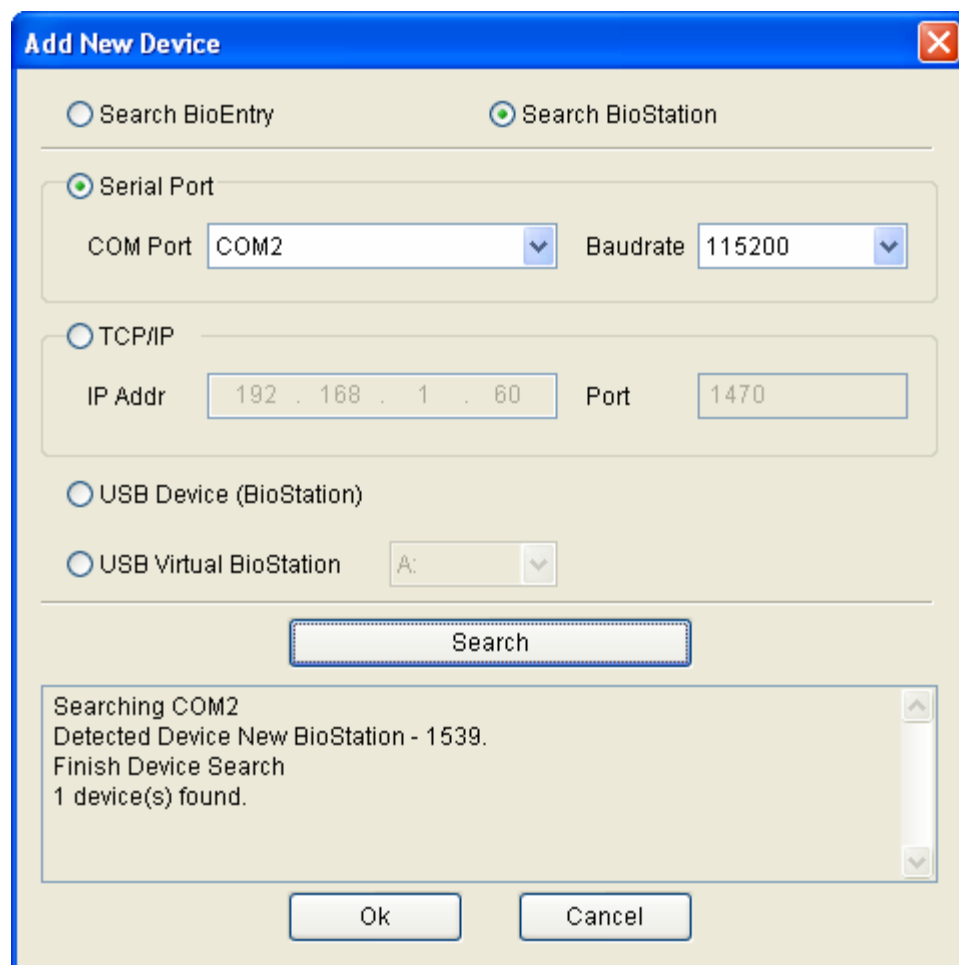 Add New Device
Search BioEntry Search BioStation
Serial Port
COM Port COM2 Baudrate 115200
TCP/IP
IP Addr 192 . 168 . 1 . 60 Port 1470
USB Device (BioStation)
USB Virtual BioStation A:
Search
Searching COM2
Detected Device New BioStation - 1539.
Finish Device Search
1 device(s) found.
Ok Cancel